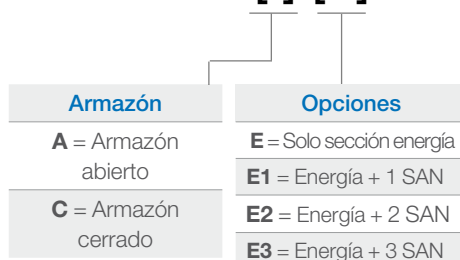 Armazón
Opciones
A = Armazón
abierto
C = Armazón
cerrado
E = Solo sección energía
E1 = Energía + 1 SAN
E2 = Energía + 2 SAN
E3 = Energía + 3 SAN